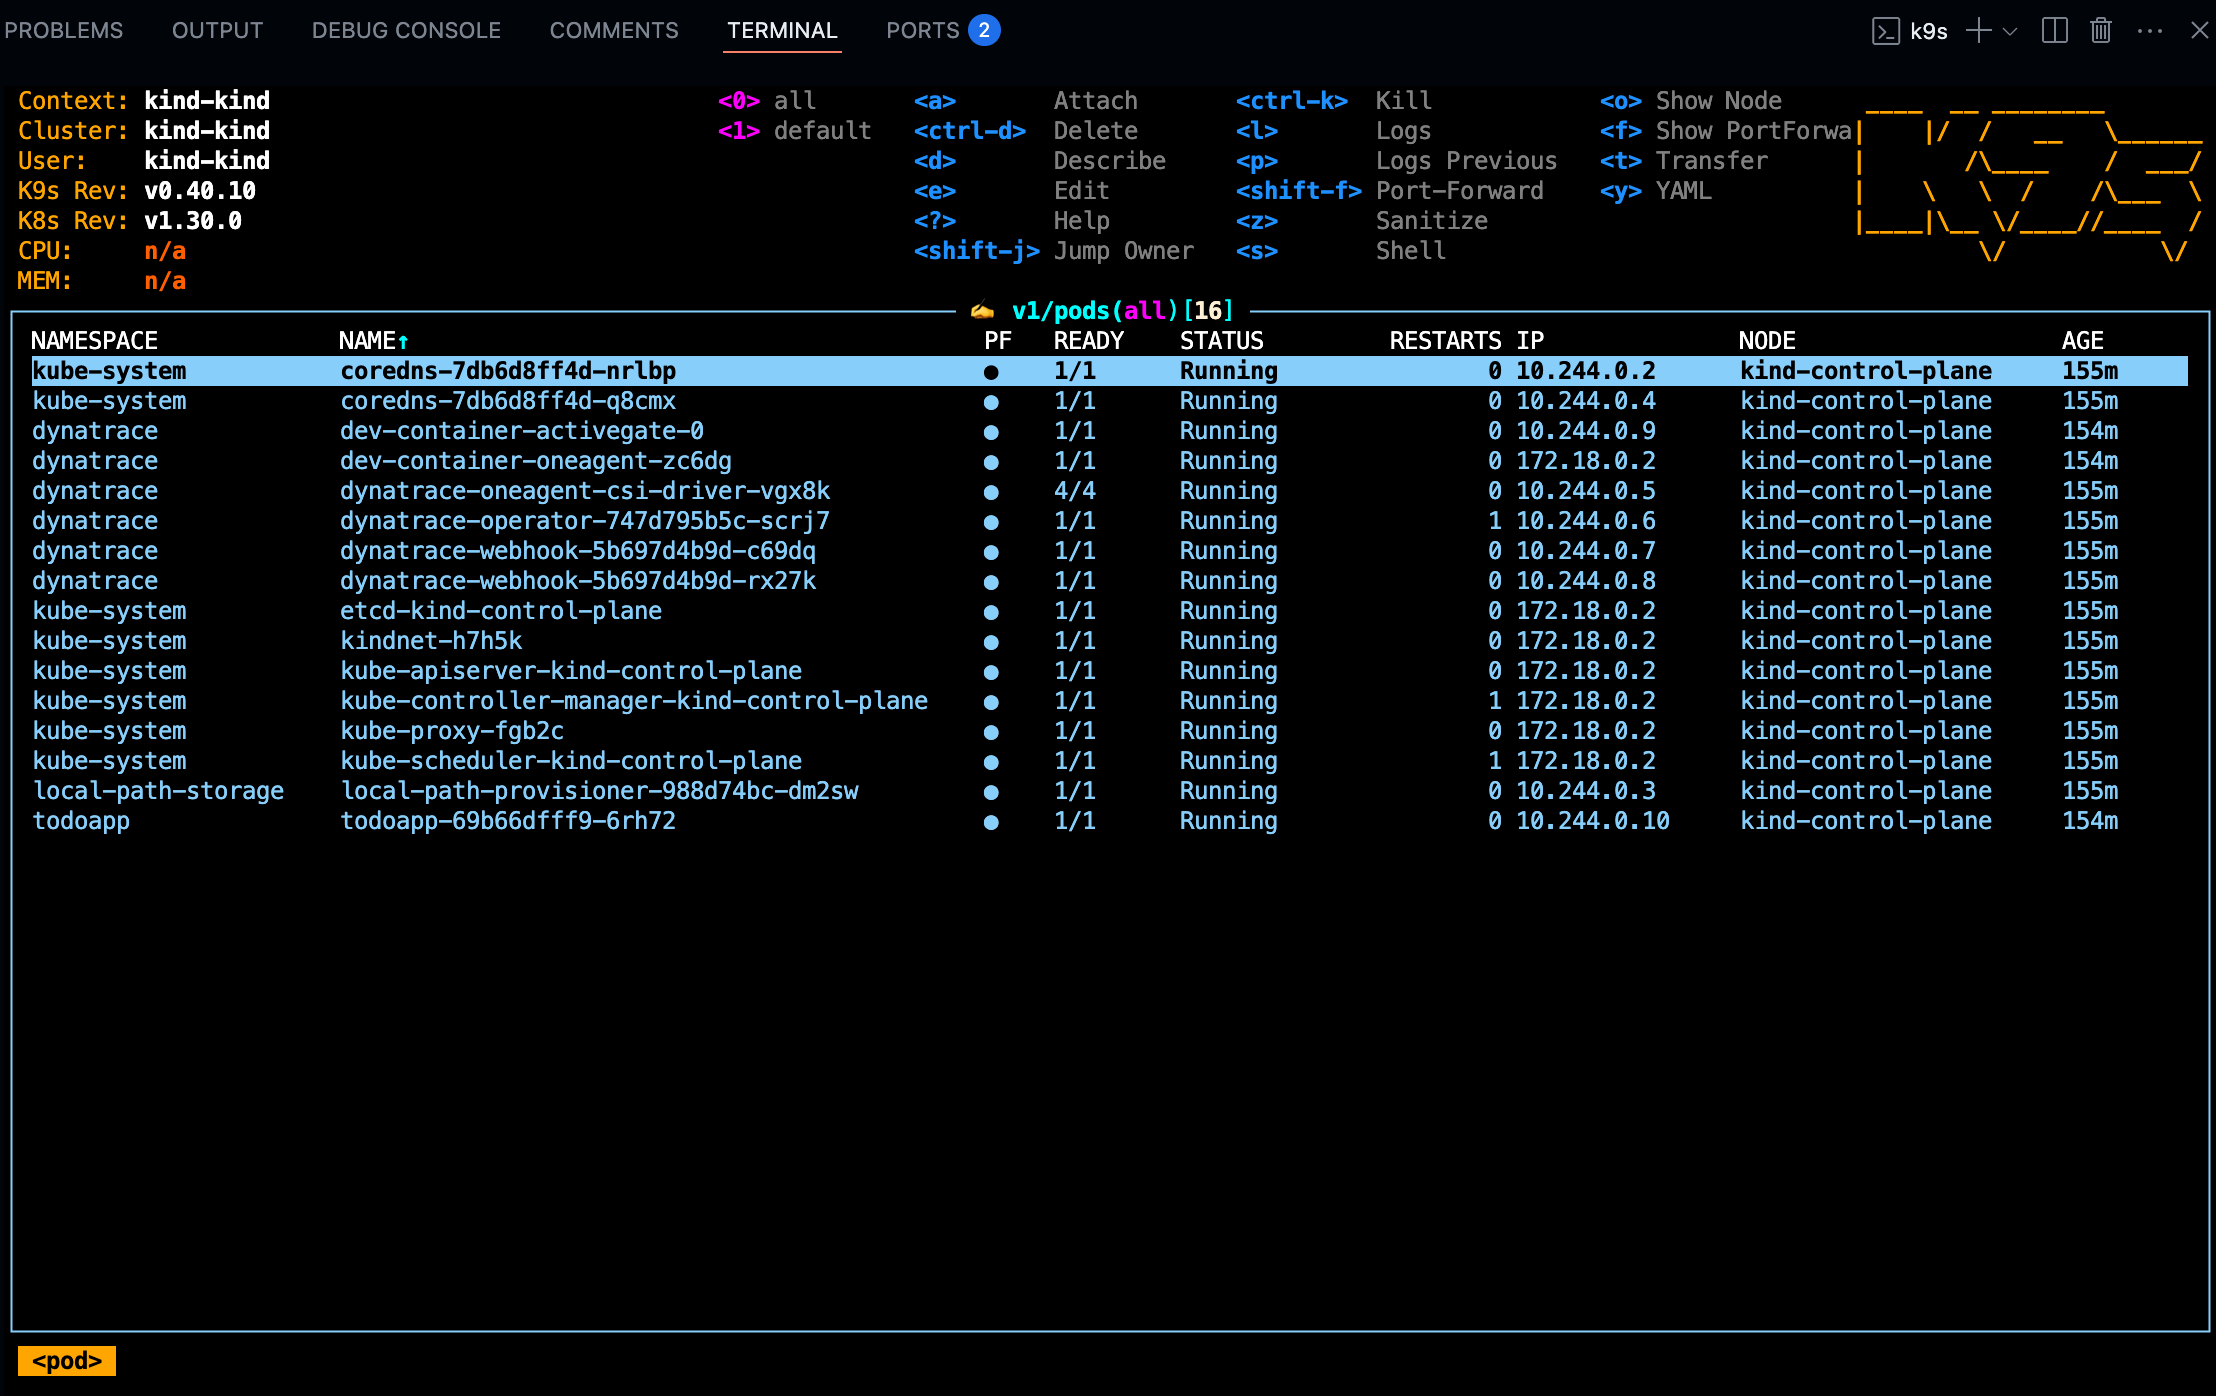 PROBLEMS OUTPUT DEBUG CONSOLE COMMENTS TERMINAL PORTS 2 k9s
Context: kind-kind <0> all <a> Attach <ctrl-k> Kill <o> Show Node
Cluster: kind-kind <1> default <ctrl-d> Delete <l> Logs <f> Show PortForwa
User: kind-kind <d> Describe <p> Logs Previous <t> Transfer
K9s Rev: v0.40.10 <e> Edit <shift-f> Port-Forward <y> YAML
K8s Rev: v1.30.0 <?> Help <z> Sanitize
CPU: n/a <shift-j> Jump Owner <s> Shell
MEM: n/a
v1/pods(all)[16]
NAMESPACE NAME↑ PF READY STATUS RESTARTS IP NODE AGE
kube-system coredns-7db6d8ff4d-nrlbp ● 1/1 Running 0 10.244.0.2 kind-control-plane 155m
kube-system coredns-7db6d8ff4d-q8cmx ● 1/1 Running 0 10.244.0.4 kind-control-plane 155m
dynatrace dev-container-activegate-0 ● 1/1 Running 0 10.244.0.9 kind-control-plane 154m
dynatrace dev-container-oneagent-zc6dg ● 1/1 Running 0 172.18.0.2 kind-control-plane 154m
dynatrace dynatrace-oneagent-csi-driver-vgx8k ● 4/4 Running 0 10.244.0.5 kind-control-plane 155m
dynatrace dynatrace-operator-747d795b5c-scrj7 ● 1/1 Running 1 10.244.0.6 kind-control-plane 155m
dynatrace dynatrace-webhook-5b697d4b9d-c69dq ● 1/1 Running 0 10.244.0.7 kind-control-plane 155m
dynatrace dynatrace-webhook-5b697d4b9d-rx27k ● 1/1 Running 0 10.244.0.8 kind-control-plane 155m
kube-system etcd-kind-control-plane ● 1/1 Running 0 172.18.0.2 kind-control-plane 155m
kube-system kindnet-h7h5k ● 1/1 Running 0 172.18.0.2 kind-control-plane 155m
kube-system kube-apiserver-kind-control-plane ● 1/1 Running 0 172.18.0.2 kind-control-plane 155m
kube-system kube-controller-manager-kind-control-plane ● 1/1 Running 1 172.18.0.2 kind-control-plane 155m
kube-system kube-proxy-fgb2c ● 1/1 Running 0 172.18.0.2 kind-control-plane 155m
kube-system kube-scheduler-kind-control-plane ● 1/1 Running 1 172.18.0.2 kind-control-plane 155m
local-path-storage local-path-provisioner-988d74bc-dm2sw ● 1/1 Running 0 10.244.0.3 kind-control-plane 155m
todoapp todoapp-69b66dfff9-6rh72 ● 1/1 Running 0 10.244.0.10 kind-control-plane 154m
<pod>